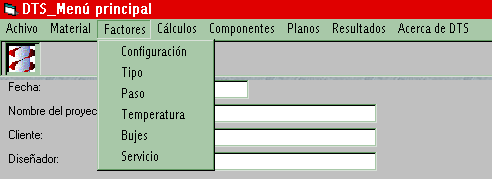 DTS_Menú principal
Achivo Material Factores Cálculos Componentes Planos Resultados Acerca de DTS
Configuración
Tipo
Fecha:
Paso
Nombre del proyec
Temperatura
Cliente:
Bujes
Diseñador:
Servicio